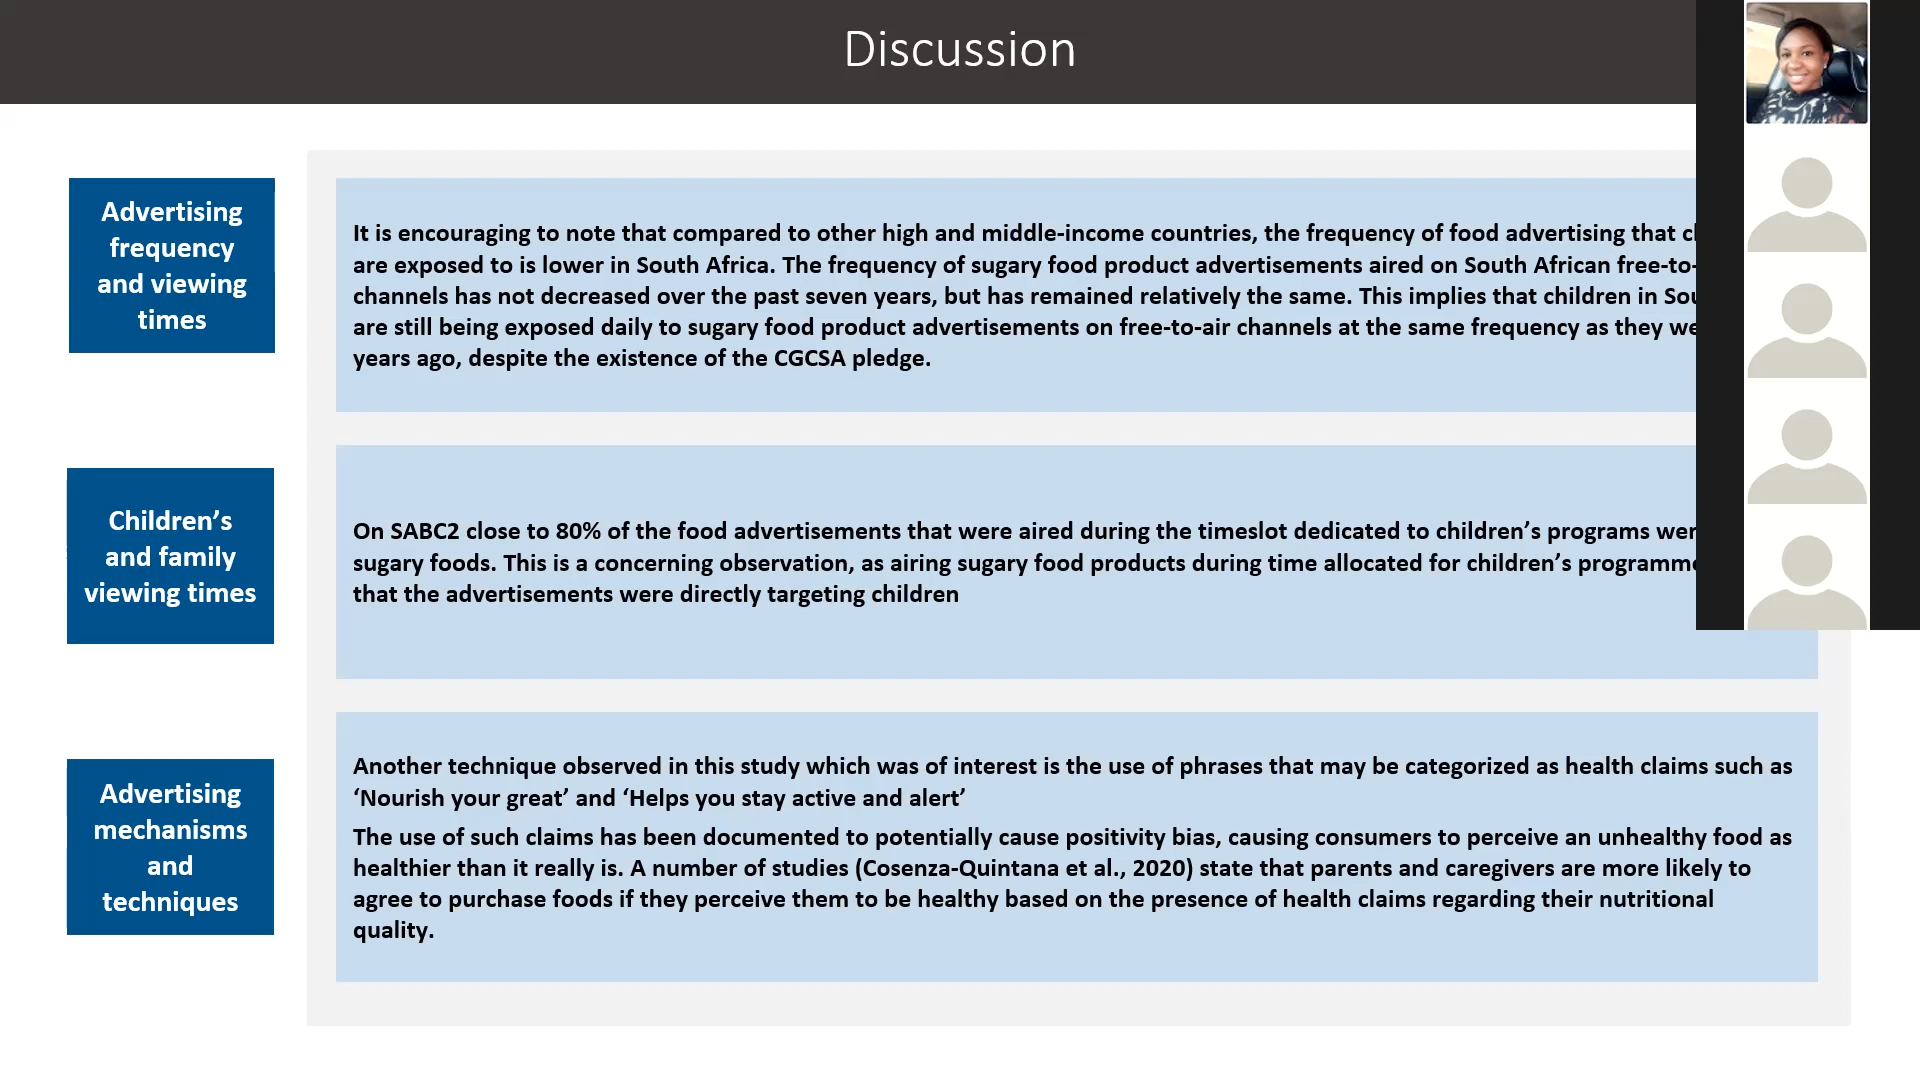 Discussion
Advertising
frequency
and viewing
times
It is encouraging to note that compared to other high and middle-income countries, the frequency of food advertising that
are exposed to is lower in South Africa. The frequency of sugary food product advertisements aired on South African free-to-
channels has not decreased over the past seven years, but has remained relatively the same. This implies that children in
are still being exposed daily to sugary food product advertisements on free-to-air channels at the same frequency as they
years ago, despite the existence of the CGCSA pledge.
Children’s
and family
viewing times
On SABC2 close to 80% of the food advertisements that were aired during the timeslot dedicated to children’s programs
sugary foods. This is a concerning observation, as airing sugary food products during time allocated for children’s
that the advertisements were directly targeting children
Advertising
mechanisms
and
techniques
Another technique observed in this study which was of interest is the use of phrases that may be categorized as health claims such as
‘Nourish your great’ and ‘Helps you stay active and alert’
The use of such claims has been documented to potentially cause positivity bias, causing consumers to perceive an unhealthy food as
healthier than it really is. A number of studies (Cosenza-Quintana et al., 2020) state that parents and caregivers are more likely to
agree to purchase foods if they perceive them to be healthy based on the presence of health claims regarding their nutritional
quality.